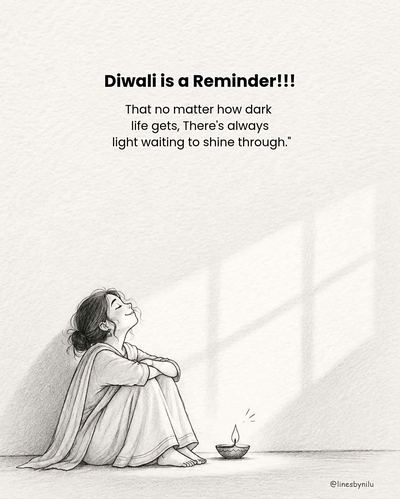 Diwali is a Reminder!!!
That no matter how dark
life gets, There's always
light waiting to shine through."
@linesbynilu